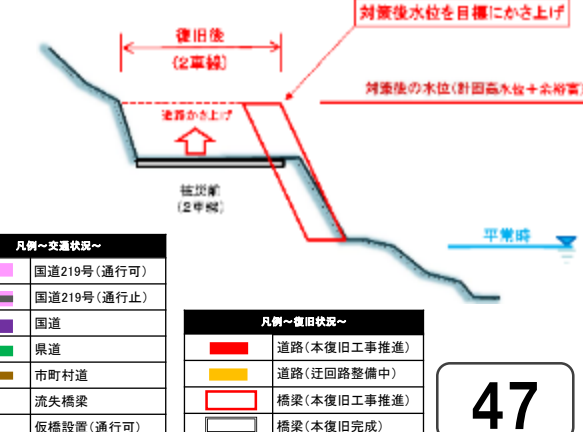 対策後水位を目標にかさ上げ
復旧後
(2車線)
対策後の水位(計画高水位+余裕高)
道路かさ上げ
被災前
(2車線)
平常時
凡例~交通状況~
国道219号(通行可)
国道219号(通行止)
国道
県道
市町村道
流失橋梁
仮橋設置(通行可)
凡例~復旧状況~
道路(本復旧工事推進)
道路(迂回路整備中)
橋梁(本復旧工事推進)
橋梁(本復旧完成)
47